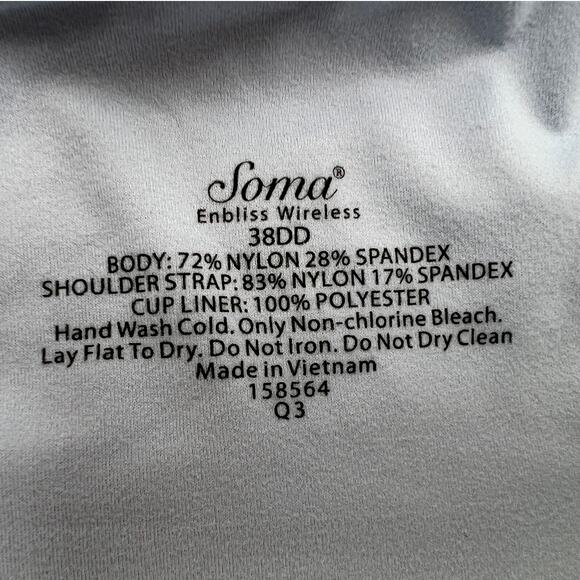 Soma®
Enbliss Wireless
38DD
BODY: 72% NYLON 28% SPANDEX
SHOULDER STRAP: 83% NYLON 17% SPANDEX
CUP LINER: 100% POLYESTER
Hand Wash Cold. Only Non-chlorine Bleach.
Lay Flat To Dry. Do Not Iron. Do Not Dry Clean
Made in Vietnam
158564
Q3